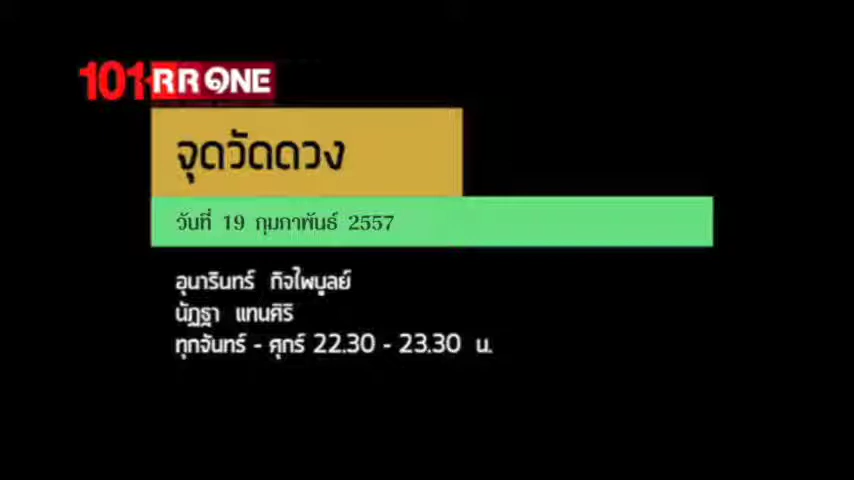 101 RR ONE
จุดวัดดวง
วันที่ 19 กุมภาพันธ์ 2557
อุนารินทร์ กิจไพบูลย์
นัฏฐา แทนศิริ
ทุกจันทร์ - ศุกร์ 22.30 - 23.30 น.